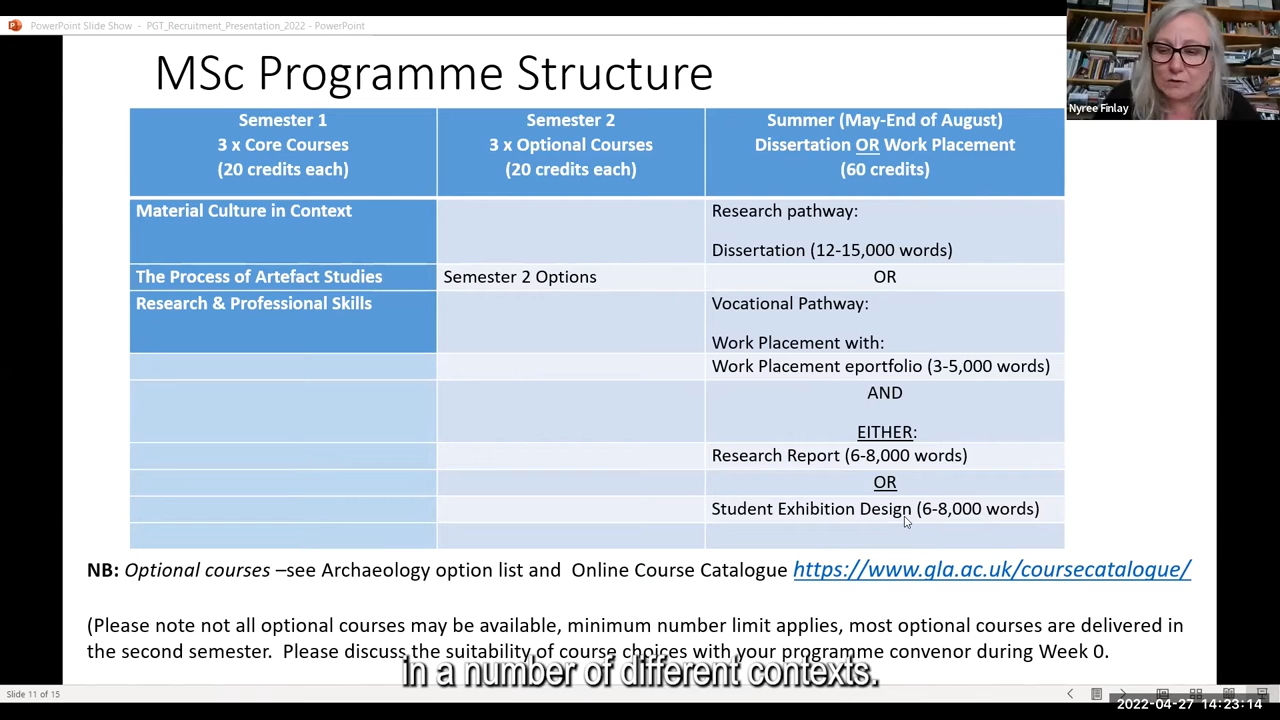 PowerPoint Slide Show - PGT_Recruitment_Presentation_2022 - PowerPoint
Nyree Finlay
MSc Programme Structure
Semester 1
3 x Core Courses
(20 credits each)
Semester 2
3 x Optional Courses
(20 credits each)
Summer (May-End of August)
Dissertation OR Work Placement
(60 credits)
Material Culture in Context
Research pathway:
Dissertation (12-15,000 words)
The Process of Artefact Studies
Semester 2 Options
OR
Research & Professional Skills
Vocational Pathway:
Work Placement with:
Work Placement eportfolio (3-5,000 words)
AND
EITHER:
Research Report (6-8,000 words)
OR
Student Exhibition Design (6-8,000 words)
NB: Optional courses –see Archaeology option list and Online Course Catalogue https://www.gla.ac.uk/coursecatalogue/
(Please note not all optional courses may be available, minimum number limit applies, most optional courses are delivered in
the second semester. Please discuss the suitability of course choices with your programme convenor during Week 0.
in a number of different contexts.
Slide 11 of 15
2022-04-27 14:23:14